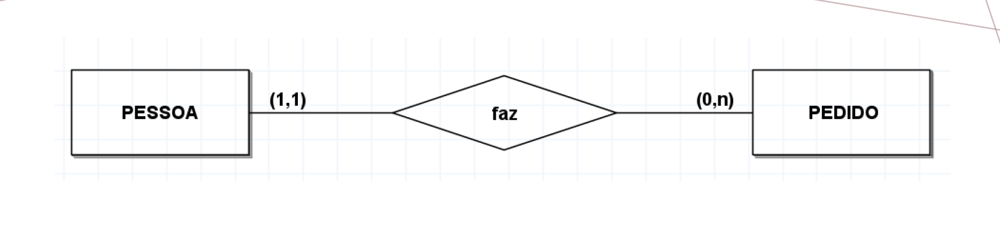 PESSOA
(1,1)
faz
(0,n)
PEDIDO